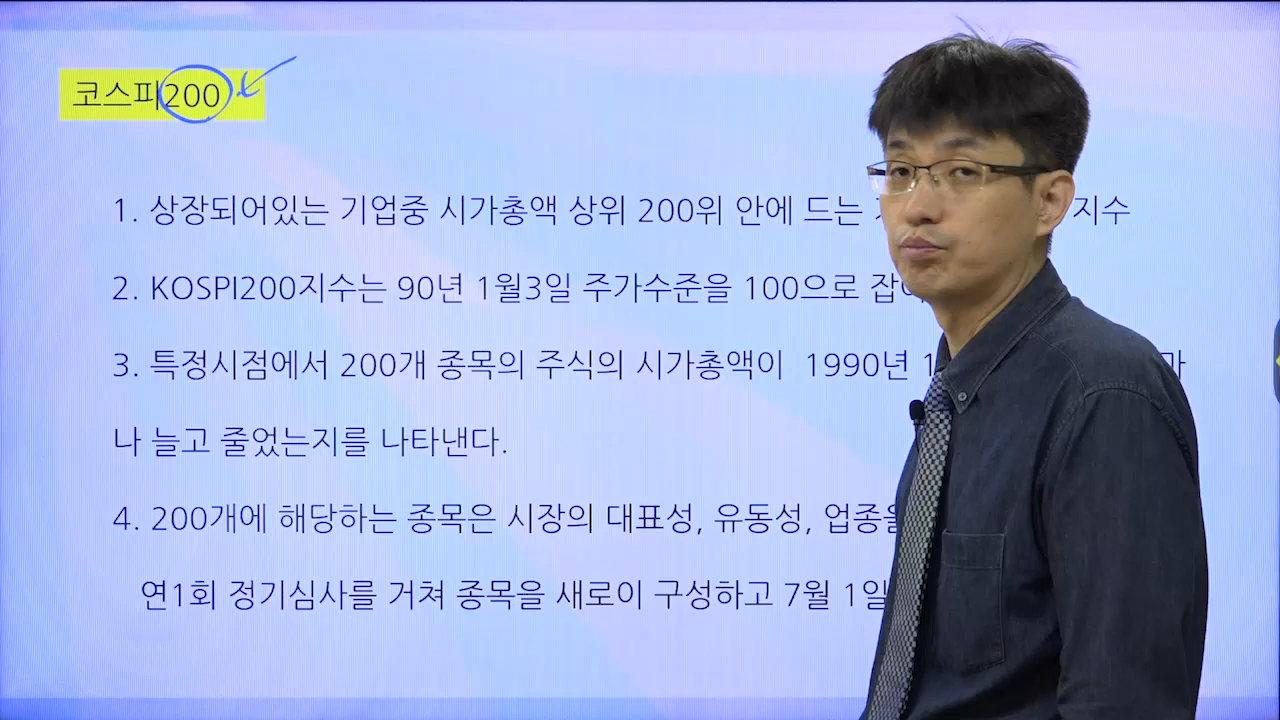 코스피200
1. 상장되어있는 기업중 시가총액 상위 200위 안에 드는 지수
2. KOSPI200지수는 90년 1월3일 주가수준을 100으로
3. 특정시점에서 200개 종목의 주식의 시가총액이 1990년
나 늘고 줄었는지를 나타낸다.
4. 200개에 해당하는 종목은 시장의 대표성, 유동성,
연1회 정기심사를 거쳐 종목을 새로이 구성하고 7월 1일